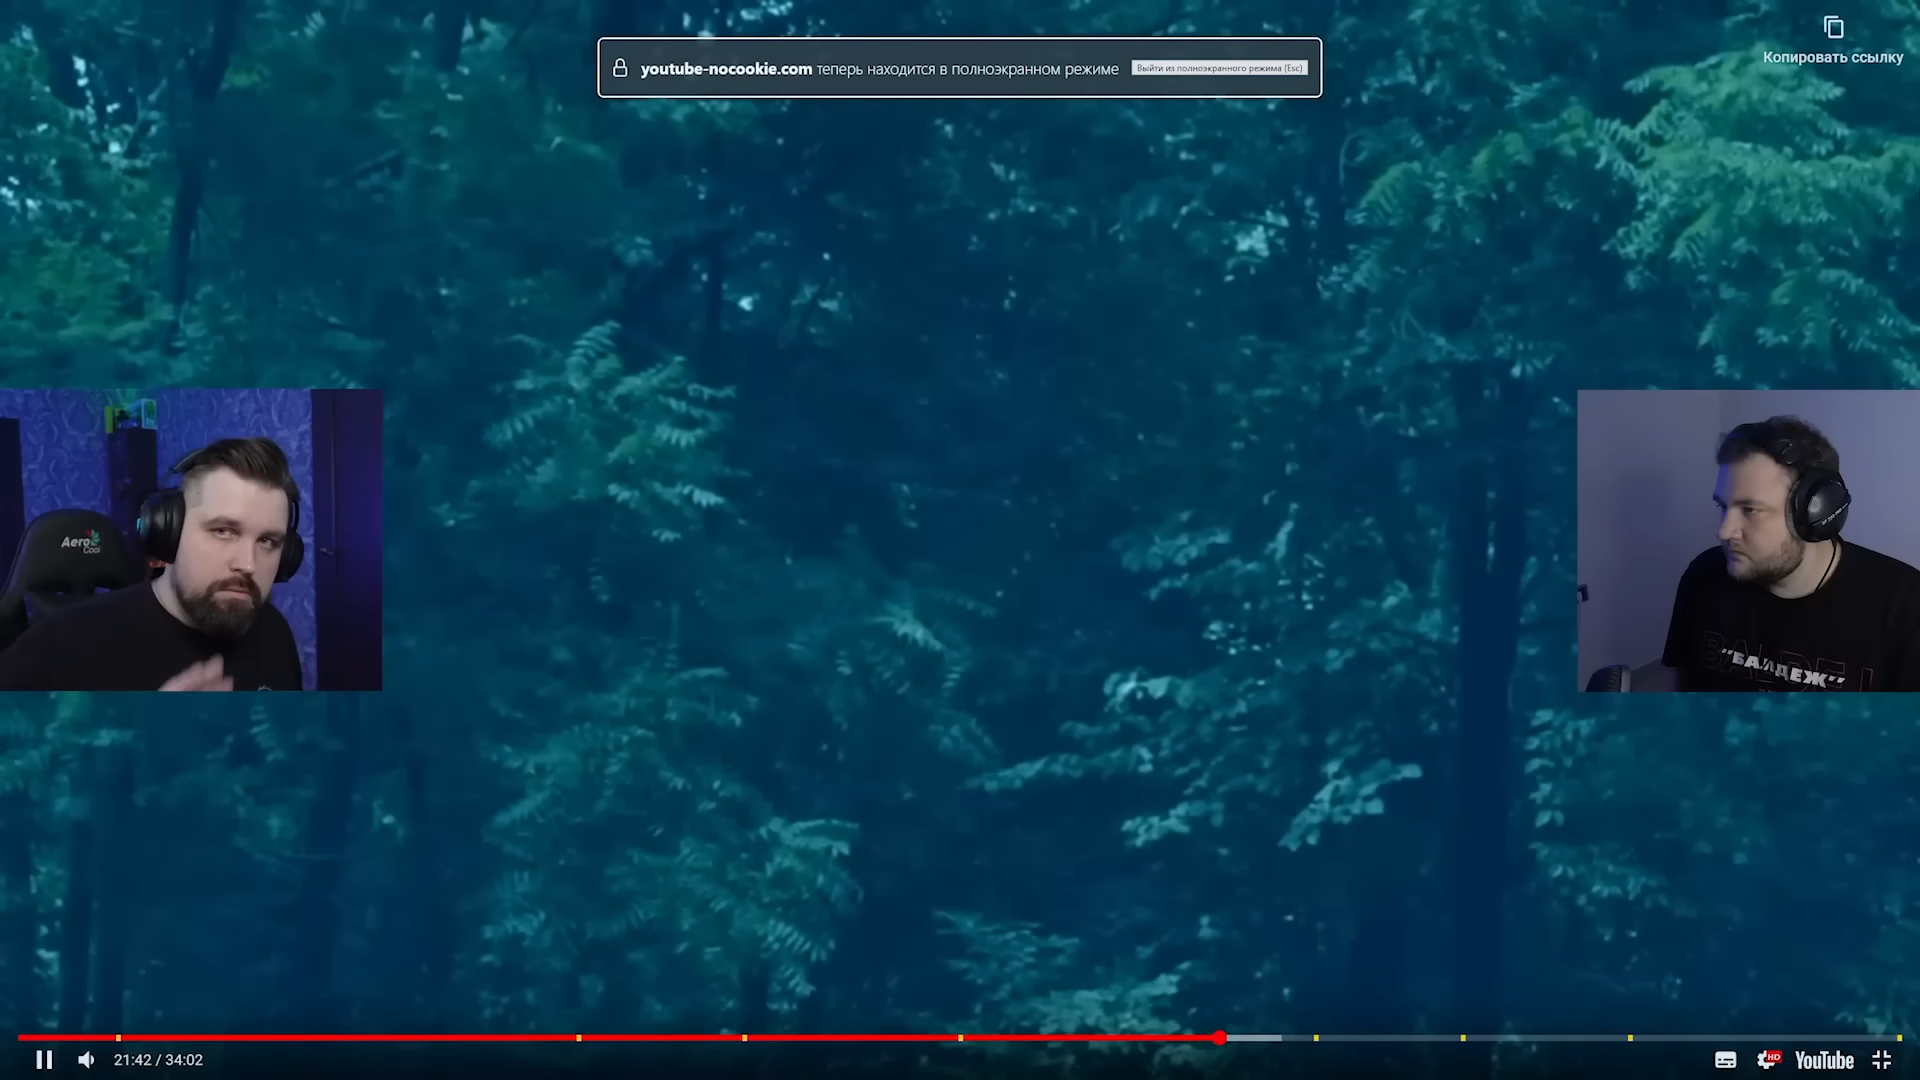 youtube-nocookie.com теперь находится в полноэкранном режиме
Выйти из полноэкранного режима (Esc)
Копировать ссылку
Aero
Cool
"БАЛДЕЖ"
21:42 / 34:02
HD
YouTube